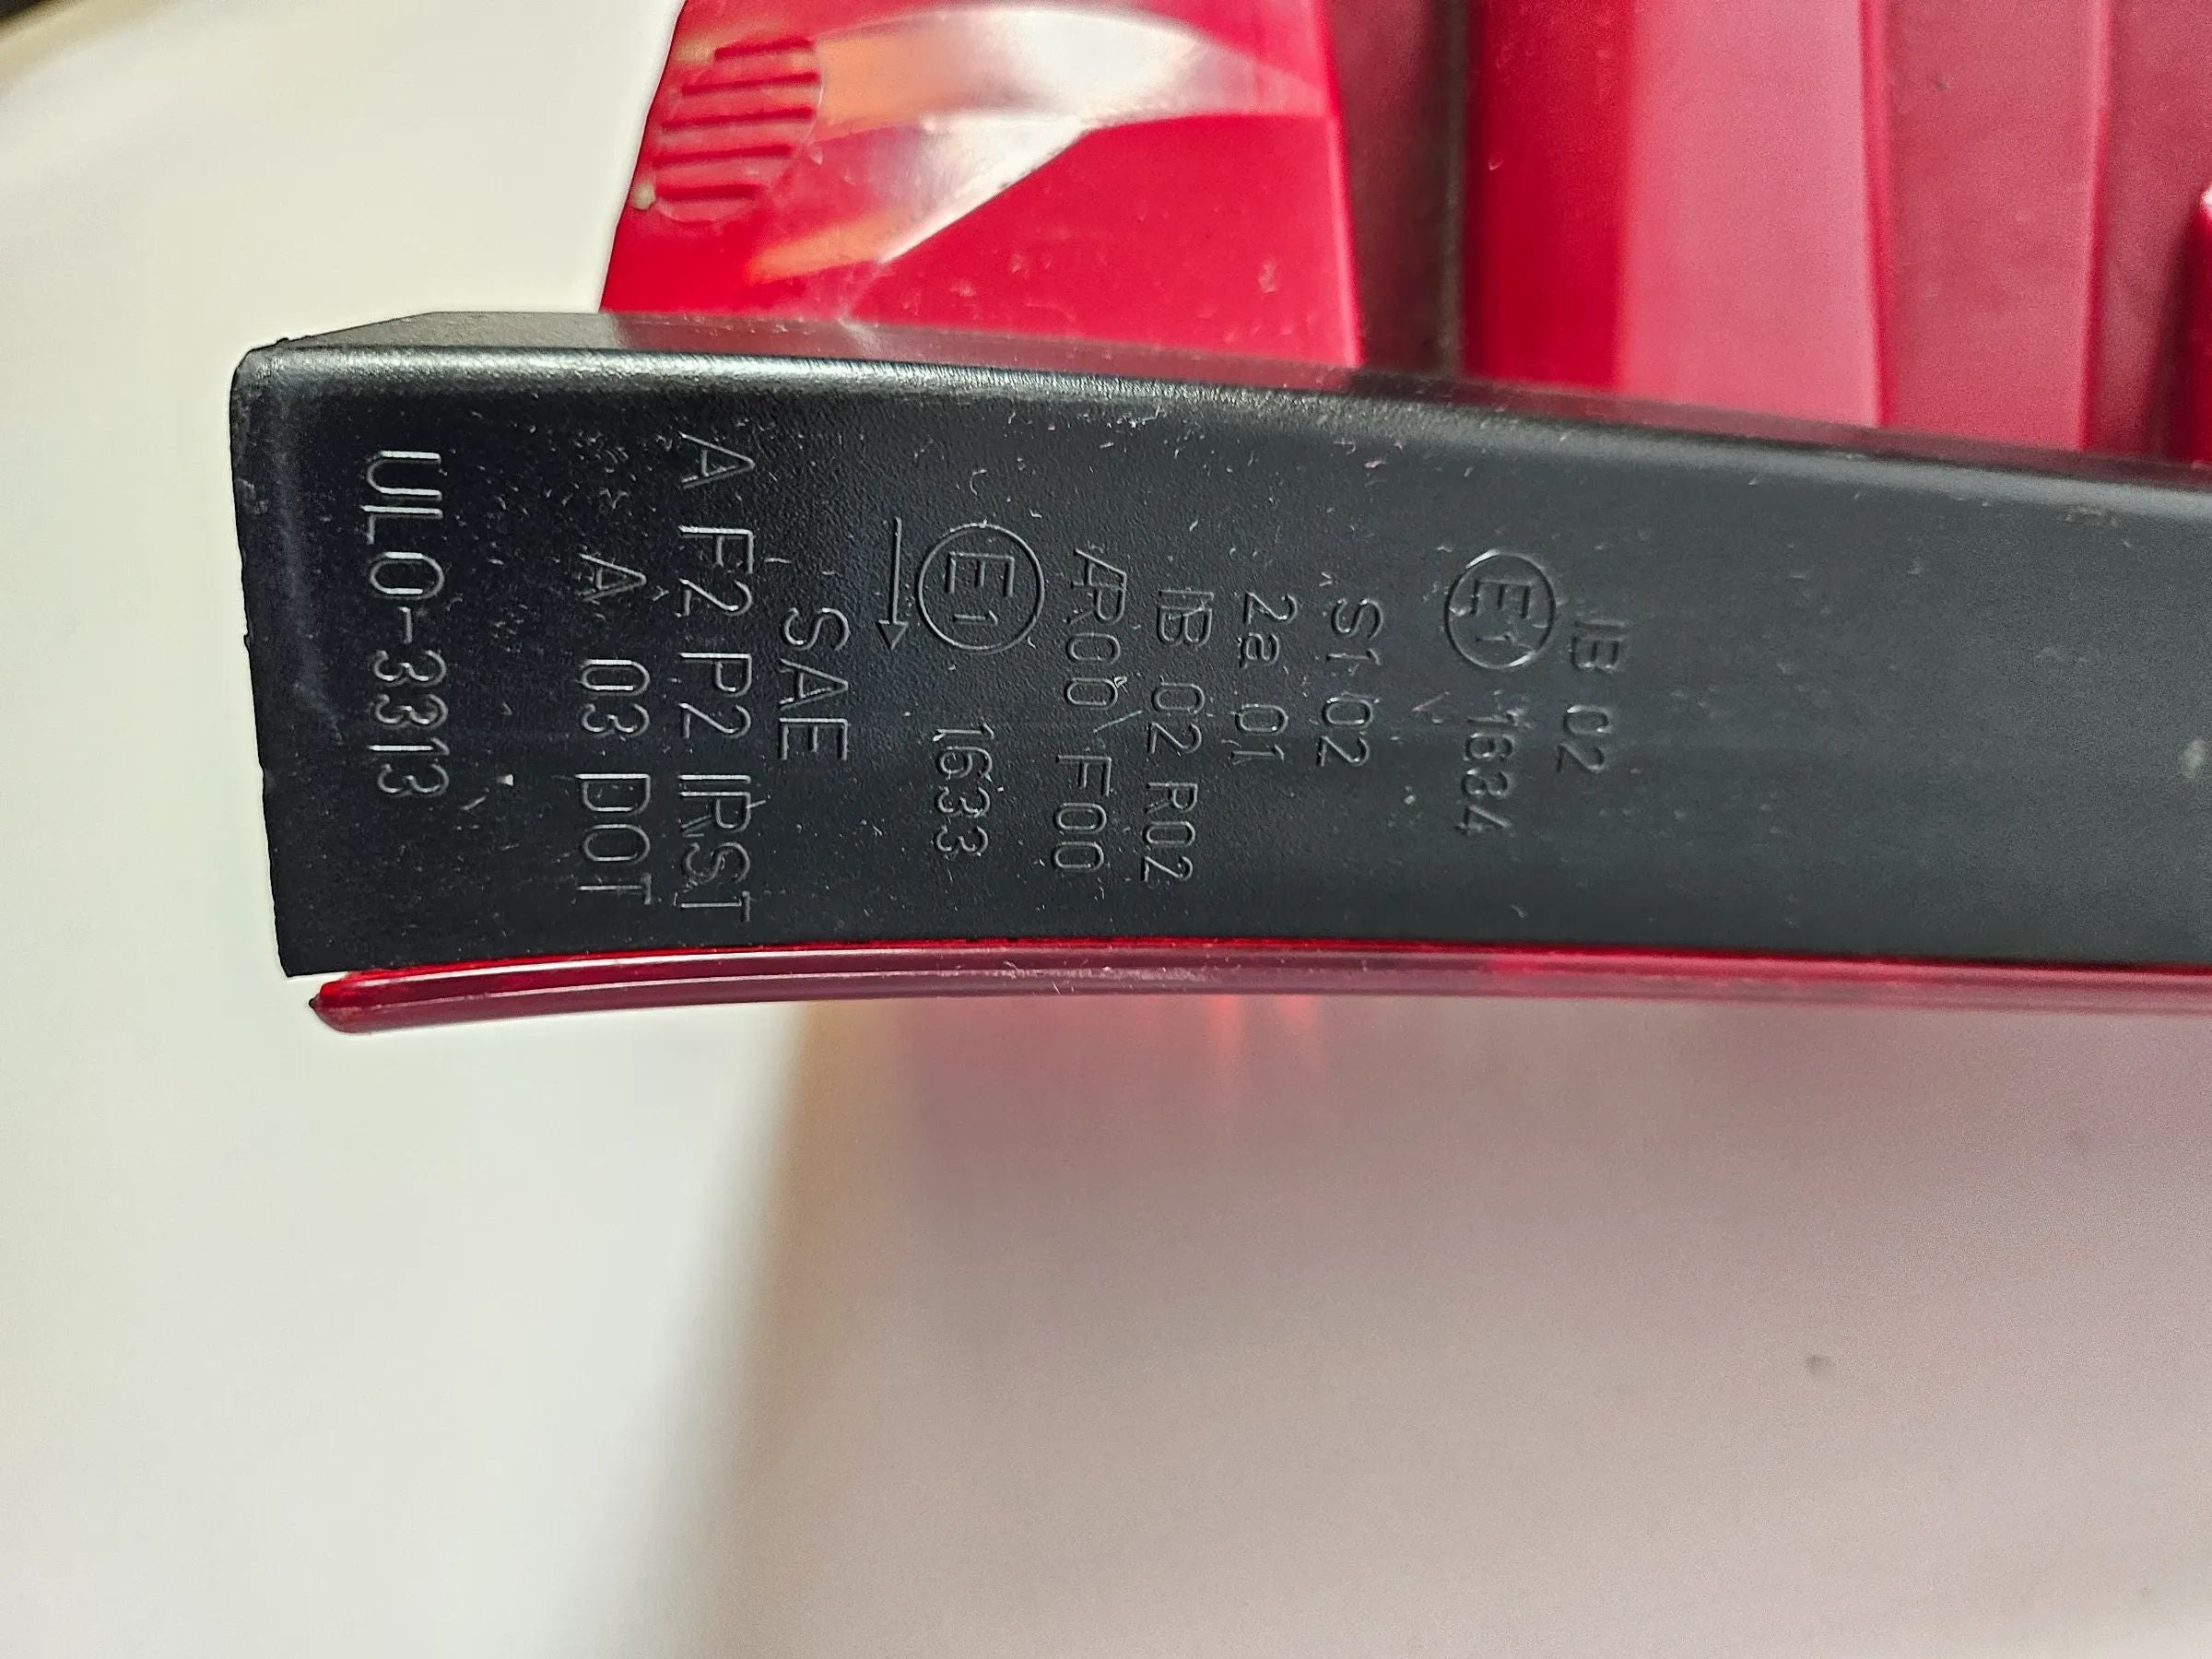 IB 02
E1 1634
S1 02
2a 01
IB 02 R02
AR00 F00
E1 1633
SAE
A F2 P2 IRST
A 03 DOT
ULO-3313